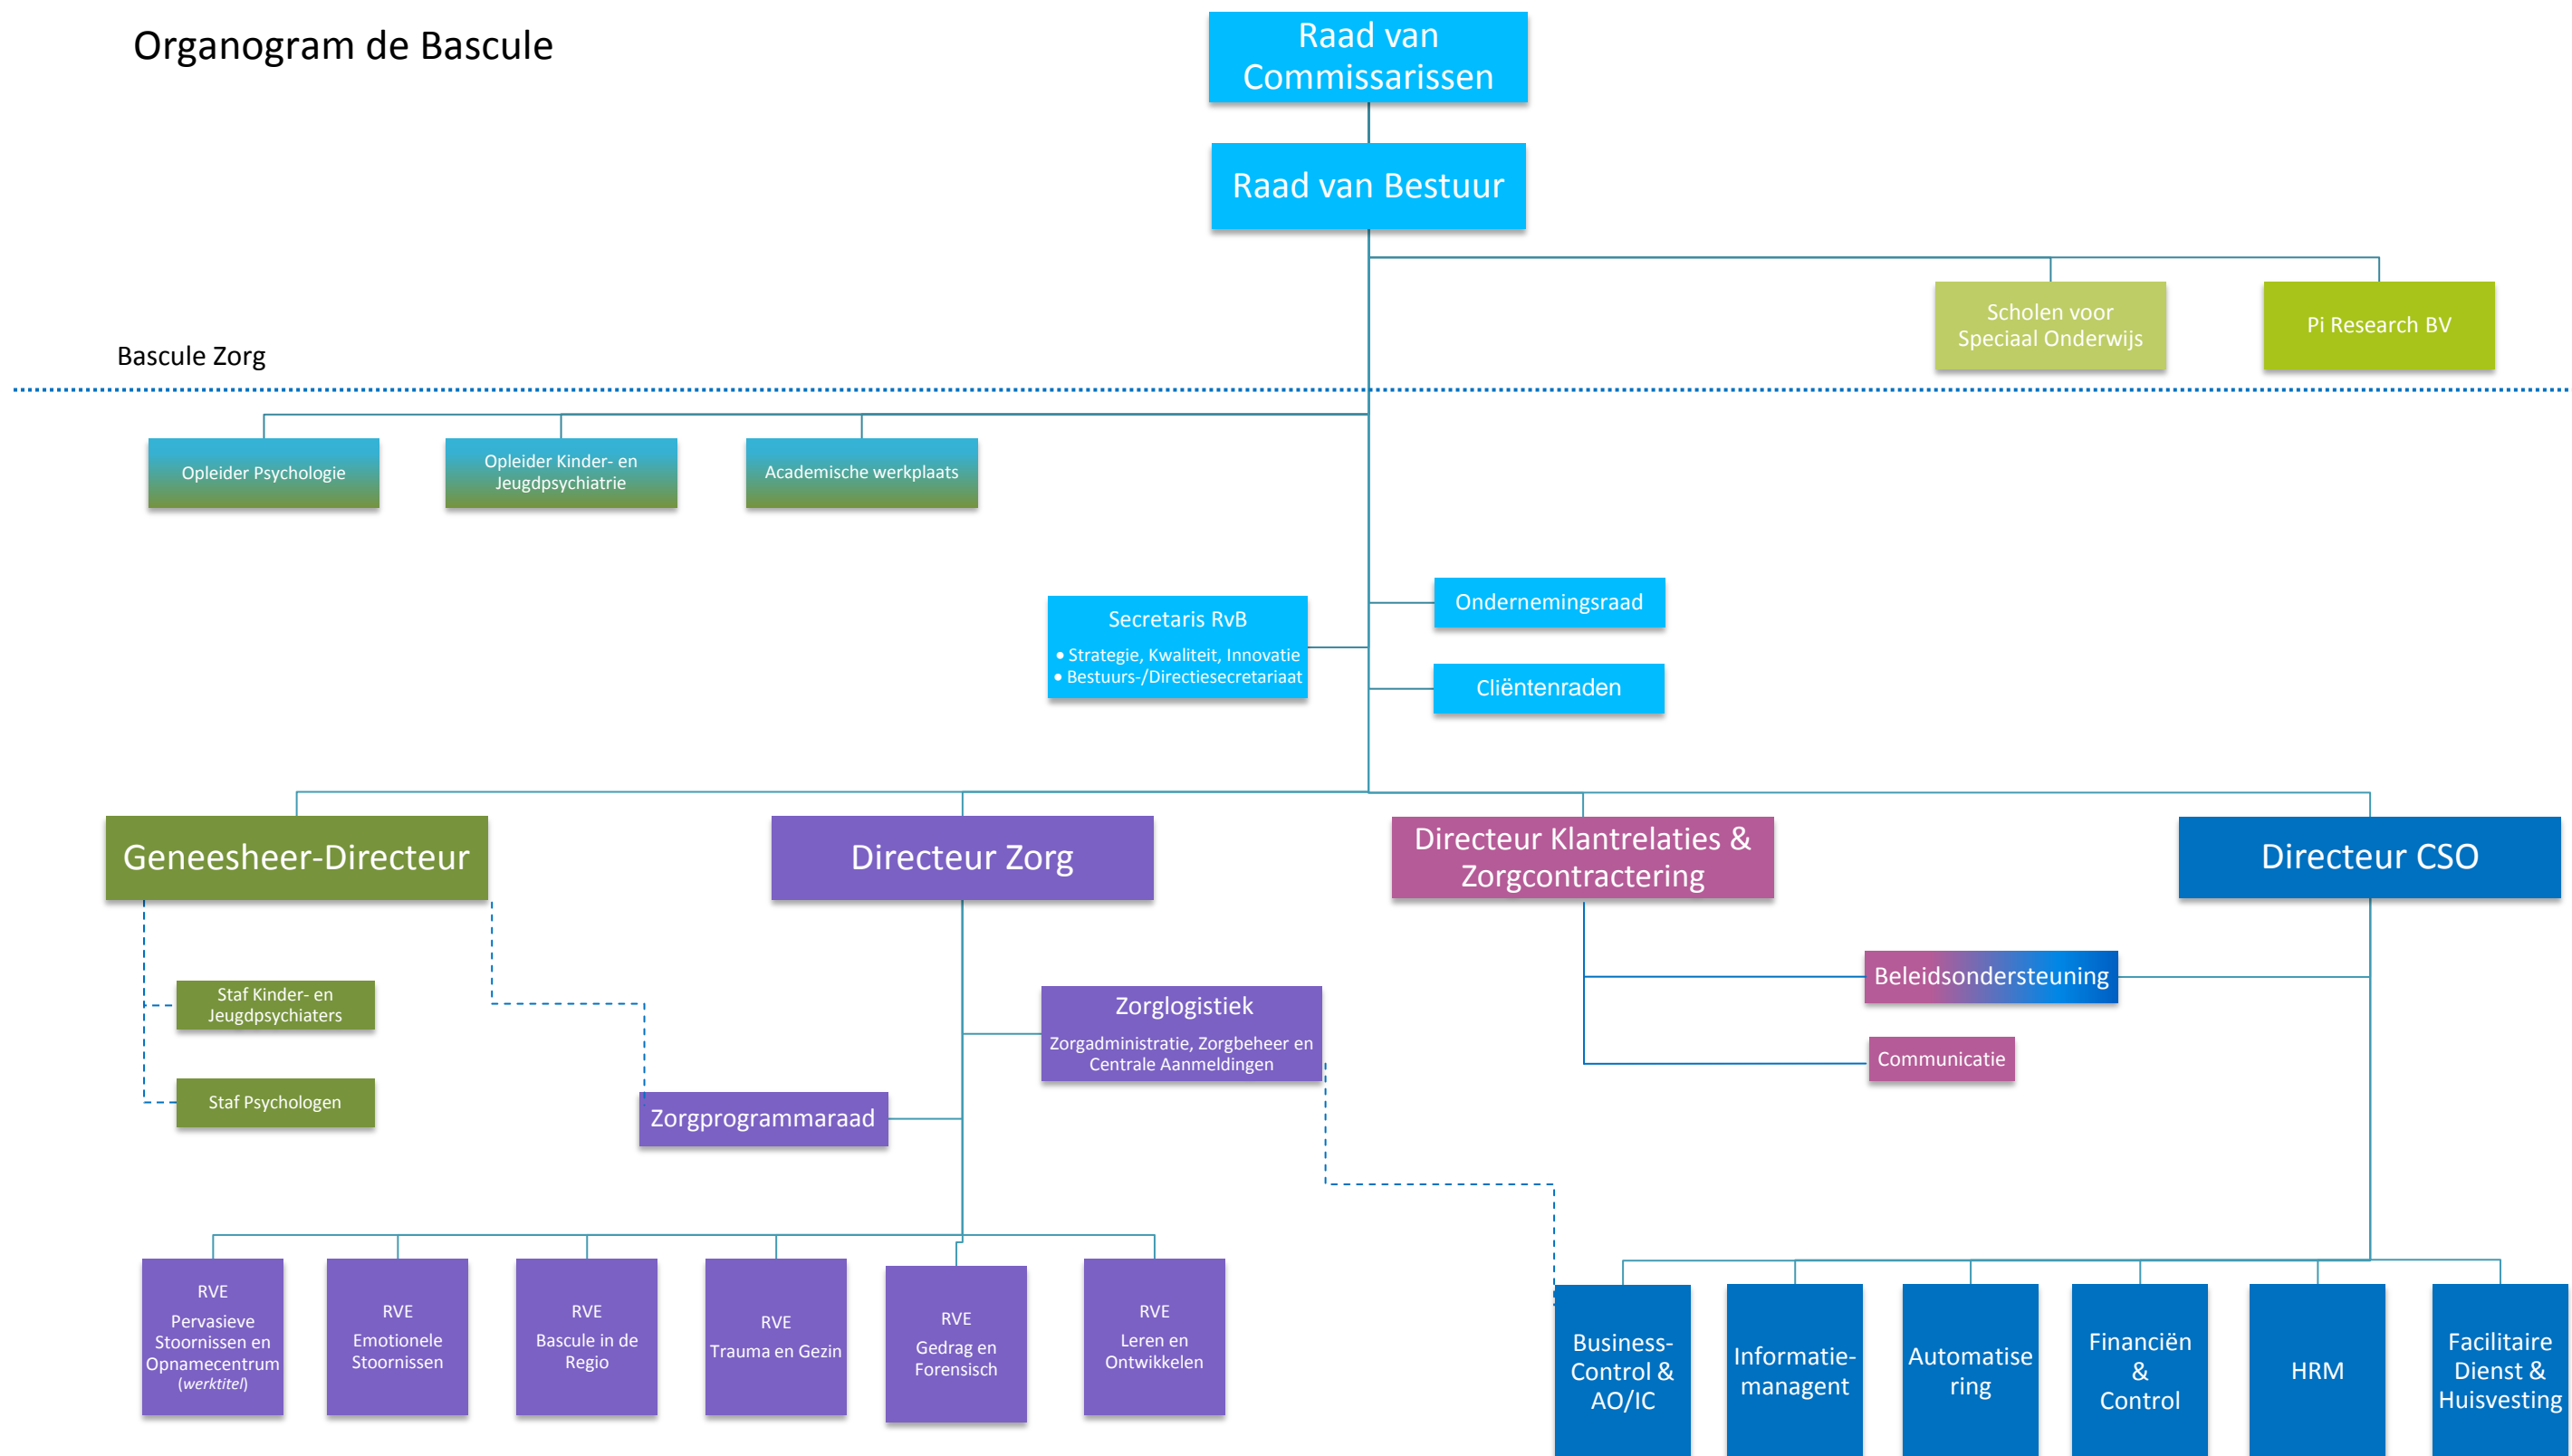 Organogram de Bascule
Raad van
Commissarissen
Raad van Bestuur
Scholen voor
Speciaal Onderwijs
Pi Research BV
Bascule Zorg
Opleider Psychologie
Opleider Kinder- en
Jeugdpsychiatrie
Academische werkplaats
Secretaris RvB
• Strategie, Kwaliteit, Innovatie
• Bestuurs-/Directiesecretariaat
Ondernemingsraad
Cliëntenraden
Geneesheer-Directeur
Directeur Zorg
Directeur Klantrelaties &
Zorgcontractering
Directeur CSO
Staf Kinder- en
Jeugdpsychiaters
Staf Psychologen
Zorglogistiek
Zorgadministratie, Zorgbeheer en
Centrale Aanmeldingen
Zorgprogrammaraad
Beleidsondersteuning
Communicatie
RVE
Pervasieve
Stoornissen en
Opnamecentrum
(werktitel)
RVE
Emotionele
Stoornissen
RVE
Bascule in de
Regio
RVE
Trauma en Gezin
RVE
Gedrag en
Forensisch
RVE
Leren en
Ontwikkelen
Business-
Control &
AO/IC
Informatie-
managent
Automatise
ring
Financiën
&
Control
HRM
Facilitaire
Dienst &
Huisvesting